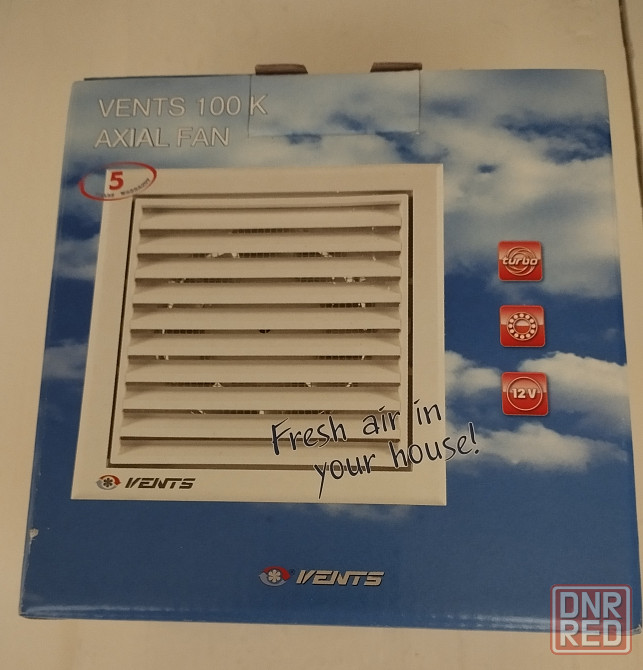 VENTS 100 K
AXIAL FAN
5
turbo
12V
Fresh air in
your house!
VENTS
VENTS
DNR
RED